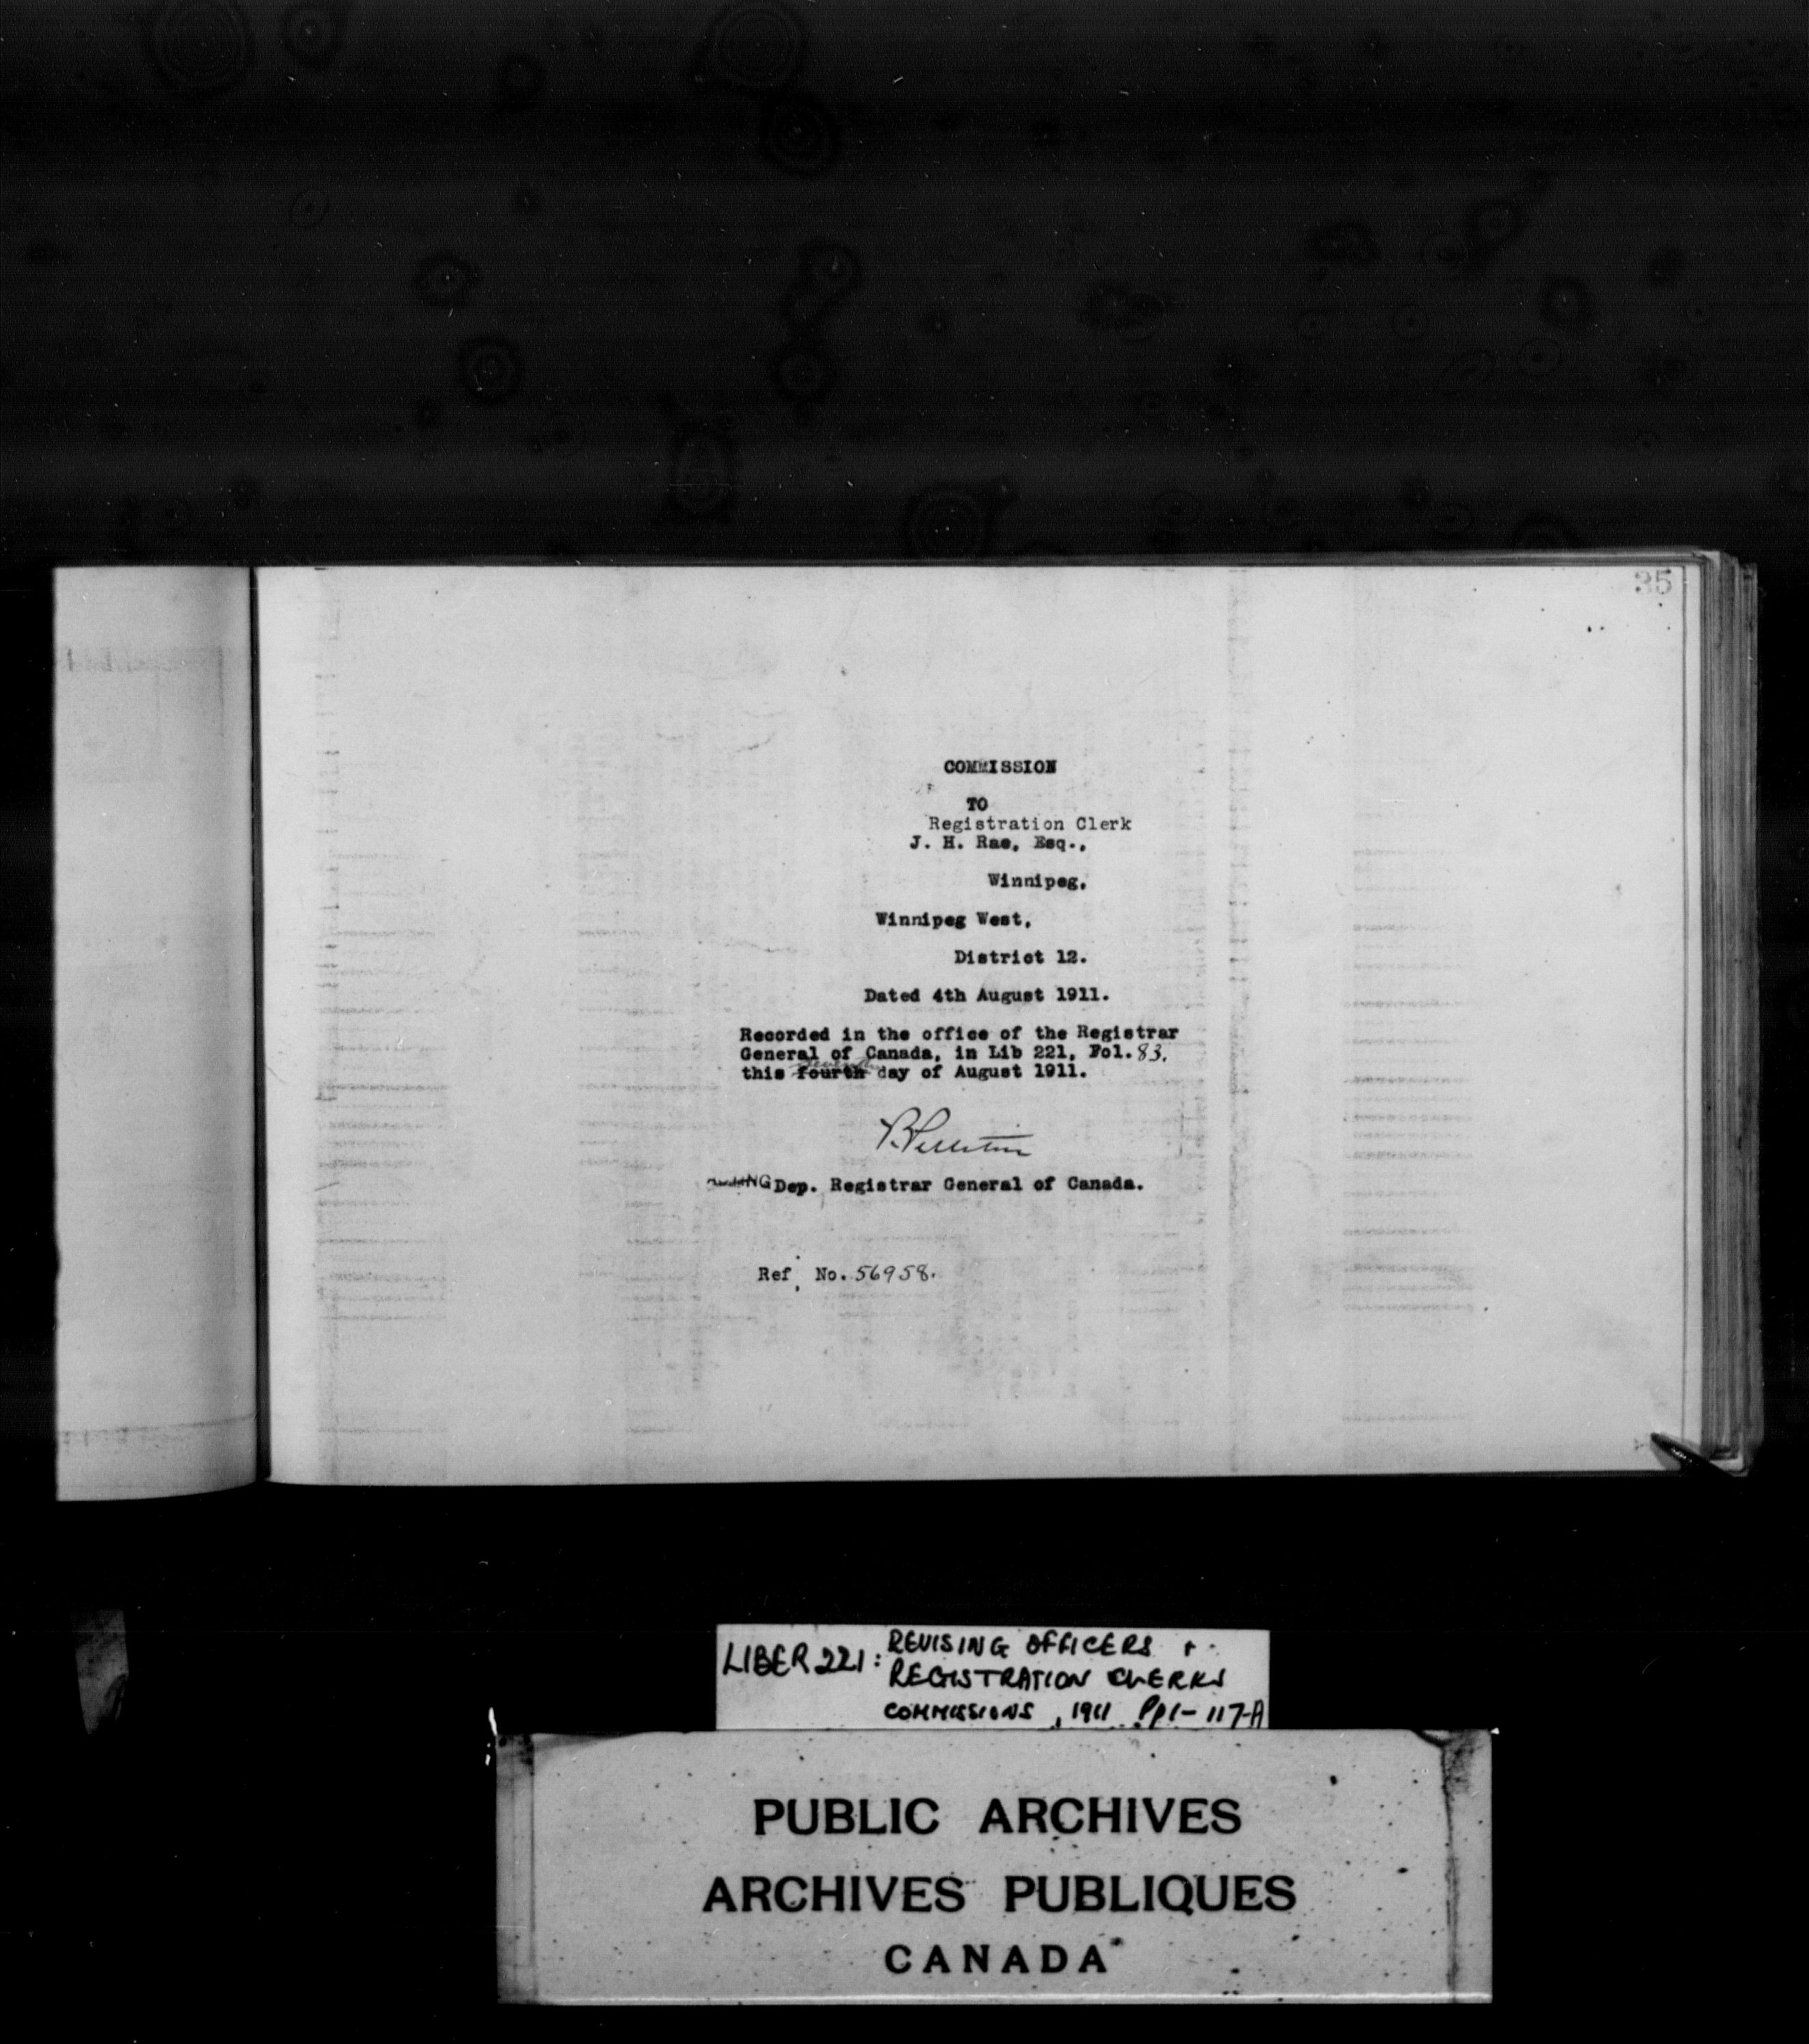 35
COMMISSION
TO
Registration Clerk
J. H. Rae, Esq.,
Winnipeg,
Winnipeg West,
District 12.
Dated 4th August 1911.
Recorded in the office of the Registrar
General of Canada, in Lib 221, Fol. 83.
seventh
this fourth day of August 1911.
Dep. Registrar General of Canada.
Ref. No. 56958.
LIBER 221: REVISING OFFICERS +
REGISTRATION CLERKS
COMMISSIONS, 1911 Pp1-117-A
PUBLIC ARCHIVES
ARCHIVES PUBLIQUES
CANADA